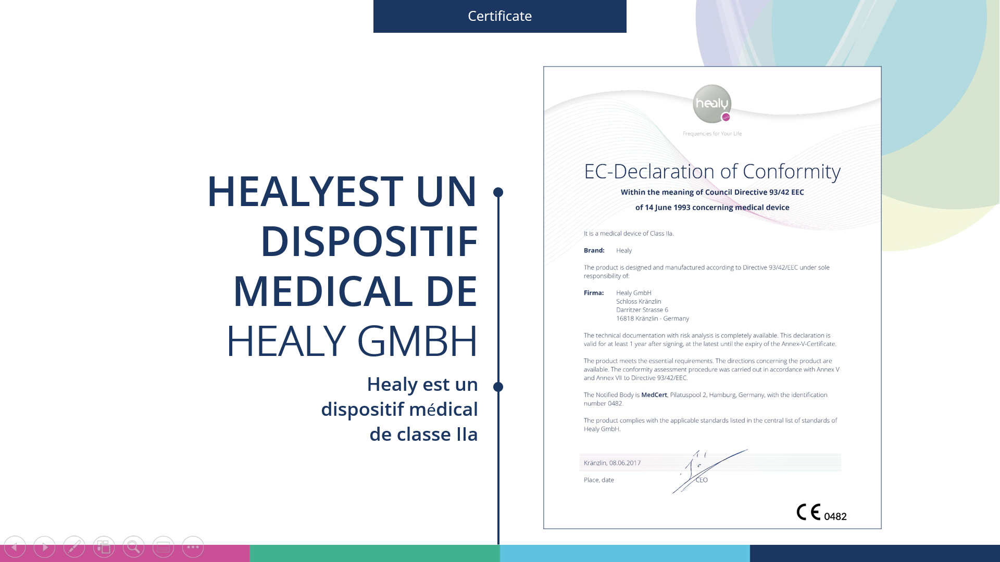 Certificate
HEALYEST UN
DISPOSITIF
MEDICAL DE
HEALY GMBH
Healy est un
dispositif médical
de classe IIa
healy
Frequencies for Your Life
EC-Declaration of Conformity
Within the meaning of Council Directive 93/42 EEC
of 14 June 1993 concerning medical device
It is a medical device of Class IIa.
Brand: Healy
The product is designed and manufactured according to Directive 93/42/EEC under sole
responsibility of:
Firma: Healy GmbH
Schloss Kränzlin
Darritzer Strasse 6
16818 Kränzlin - Germany
The technical documentation with risk analysis is completely available. This declaration is
valid for at least 1 year after signing, at the latest until the expiry of the Annex-V-Certificate.
The product meets the essential requirements. The directions concerning the product are
available. The conformity assessment procedure was carried out in accordance with Annex V
and Annex VII to Directive 93/42/EEC.
The Notified Body is MedCert, Pilatuspool 2, Hamburg, Germany, with the identification
number 0482.
The product complies with the applicable standards listed in the central list of standards of
Healy GmbH.
Kränzlin, 08.06.2017
Place, date CEO
CE 0482